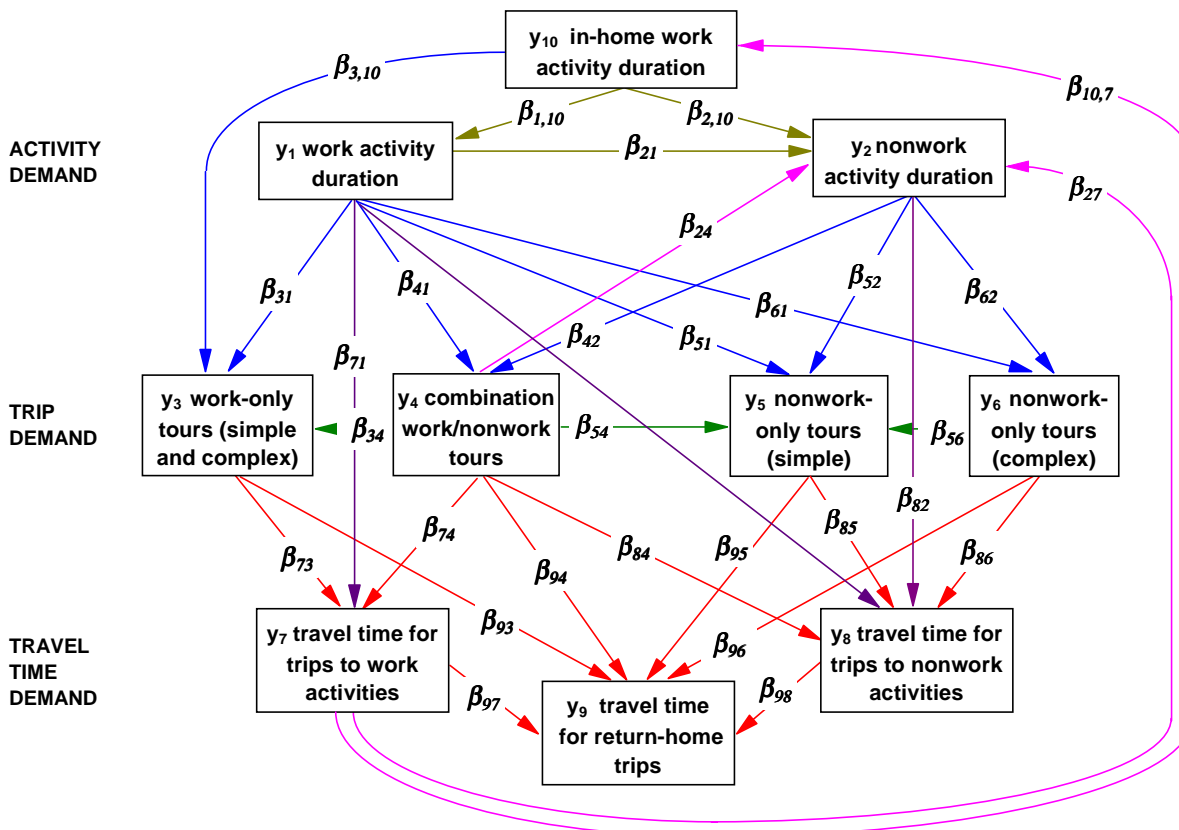 y₁₀ in-home work
activity duration
β₃,₁₀
β₁₀,₇
β₁,₁₀
β₂,₁₀
ACTIVITY
DEMAND
y₁ work activity
duration
β₂₁
y₂ nonwork
activity duration
β₂₇
β₂₄
β₃₁
β₄₁
β₅₂
β₆₂
β₆₁
β₄₂
β₅₁
β₇₁
TRIP
DEMAND
y₃ work-only
tours (simple
and complex)
β₃₄
y₄ combination
work/nonwork
tours
β₅₄
y₅ nonwork-
only tours
(simple)
β₅₆
y₆ nonwork-
only tours
(complex)
β₈₂
β₇₃
β₇₄
β₉₄
β₈₄
β₉₅
β₈₅
β₈₆
β₉₃
β₉₆
TRAVEL
TIME
DEMAND
y₇ travel time for
trips to work
activities
y₈ travel time for
trips to nonwork
activities
β₉₇
β₉₈
y₉ travel time
for return-home
trips